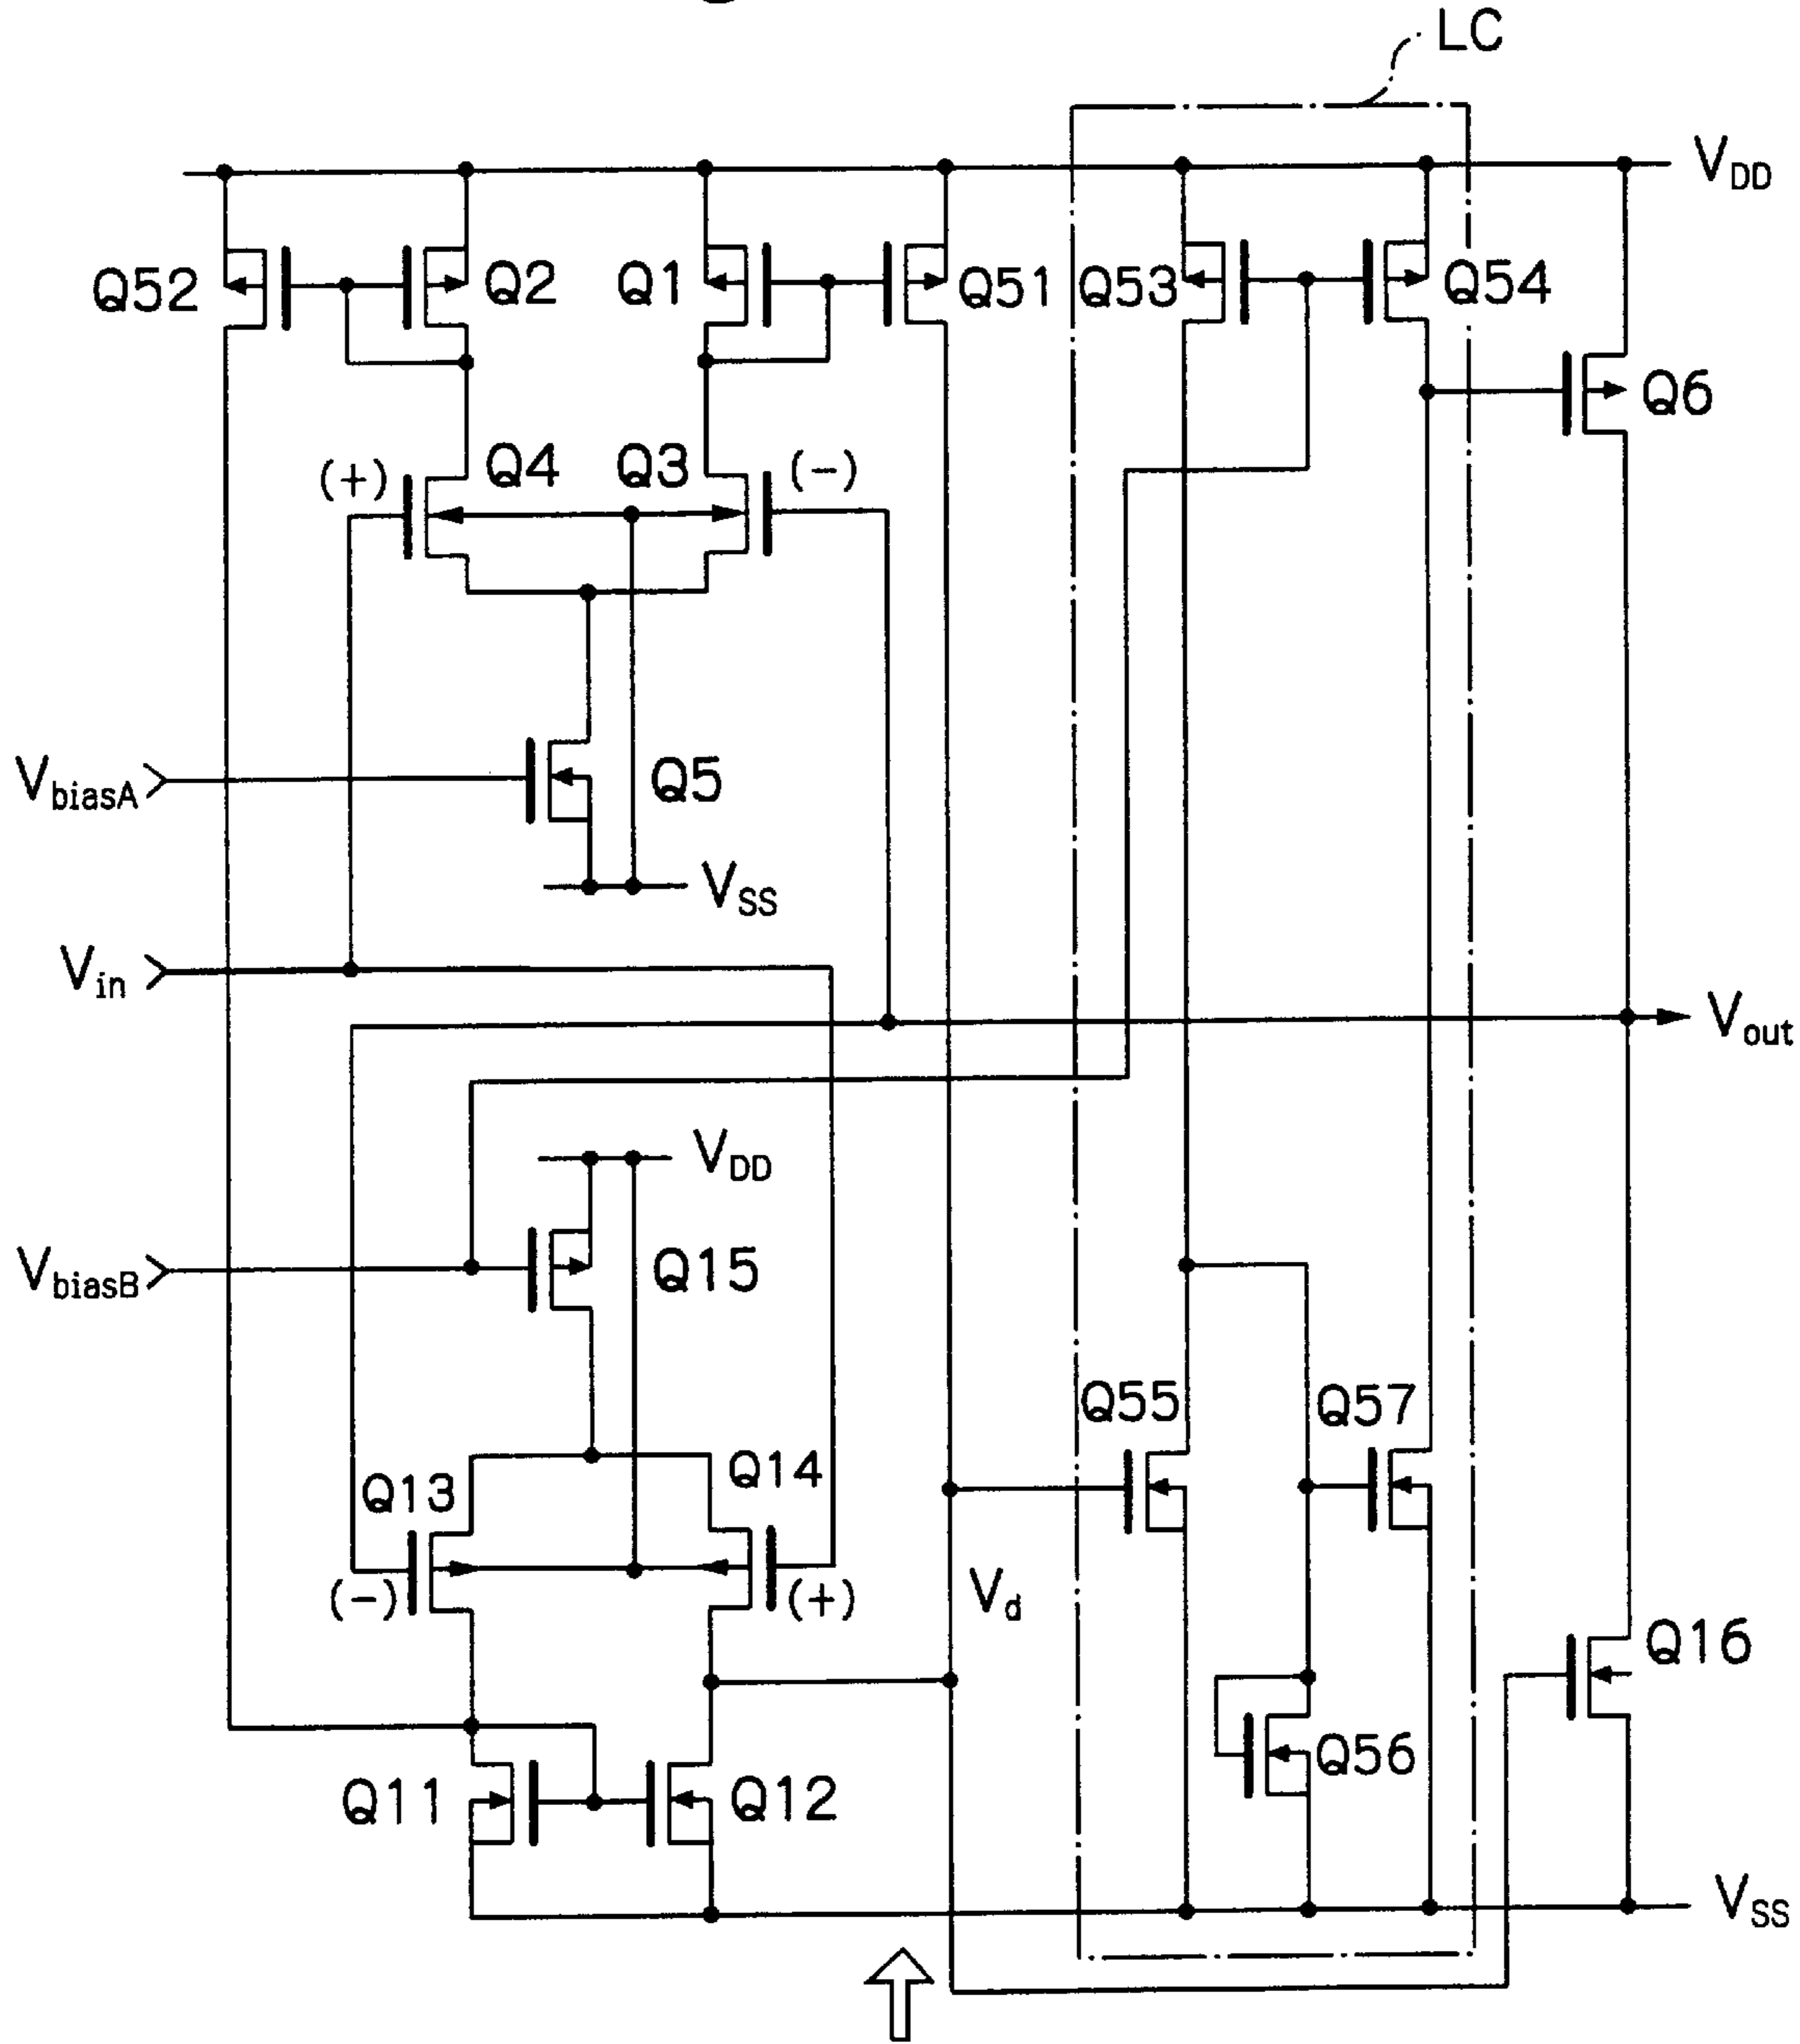 LC
VDD
Q52
Q2
Q1
Q51
Q53
Q54
Q6
(+)
Q4
Q3
(-)
VbiasA
Q5
VSS
Vin
Vout
VDD
VbiasB
Q15
Q55
Q57
Q13
Q14
(-)
(+)
Vd
Q16
Q11
Q12
Q56
VSS